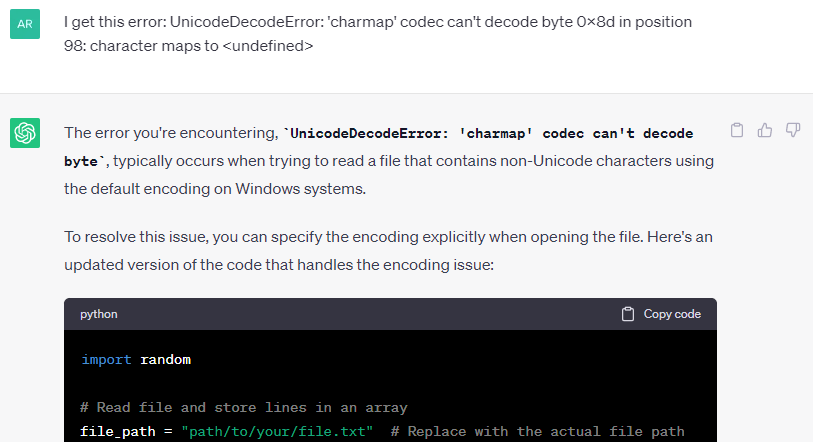 AR
I get this error: UnicodeDecodeError: 'charmap' codec can't decode byte 0×8d in position
98: character maps to <undefined>
The error you're encountering, `UnicodeDecodeError: 'charmap' codec can't decode
byte`, typically occurs when trying to read a file that contains non-Unicode characters using
the default encoding on Windows systems.
To resolve this issue, you can specify the encoding explicitly when opening the file. Here's an
updated version of the code that handles the encoding issue:
python
Copy code
import random
# Read file and store lines in an array
file_path = "path/to/your/file.txt"  # Replace with the actual file path